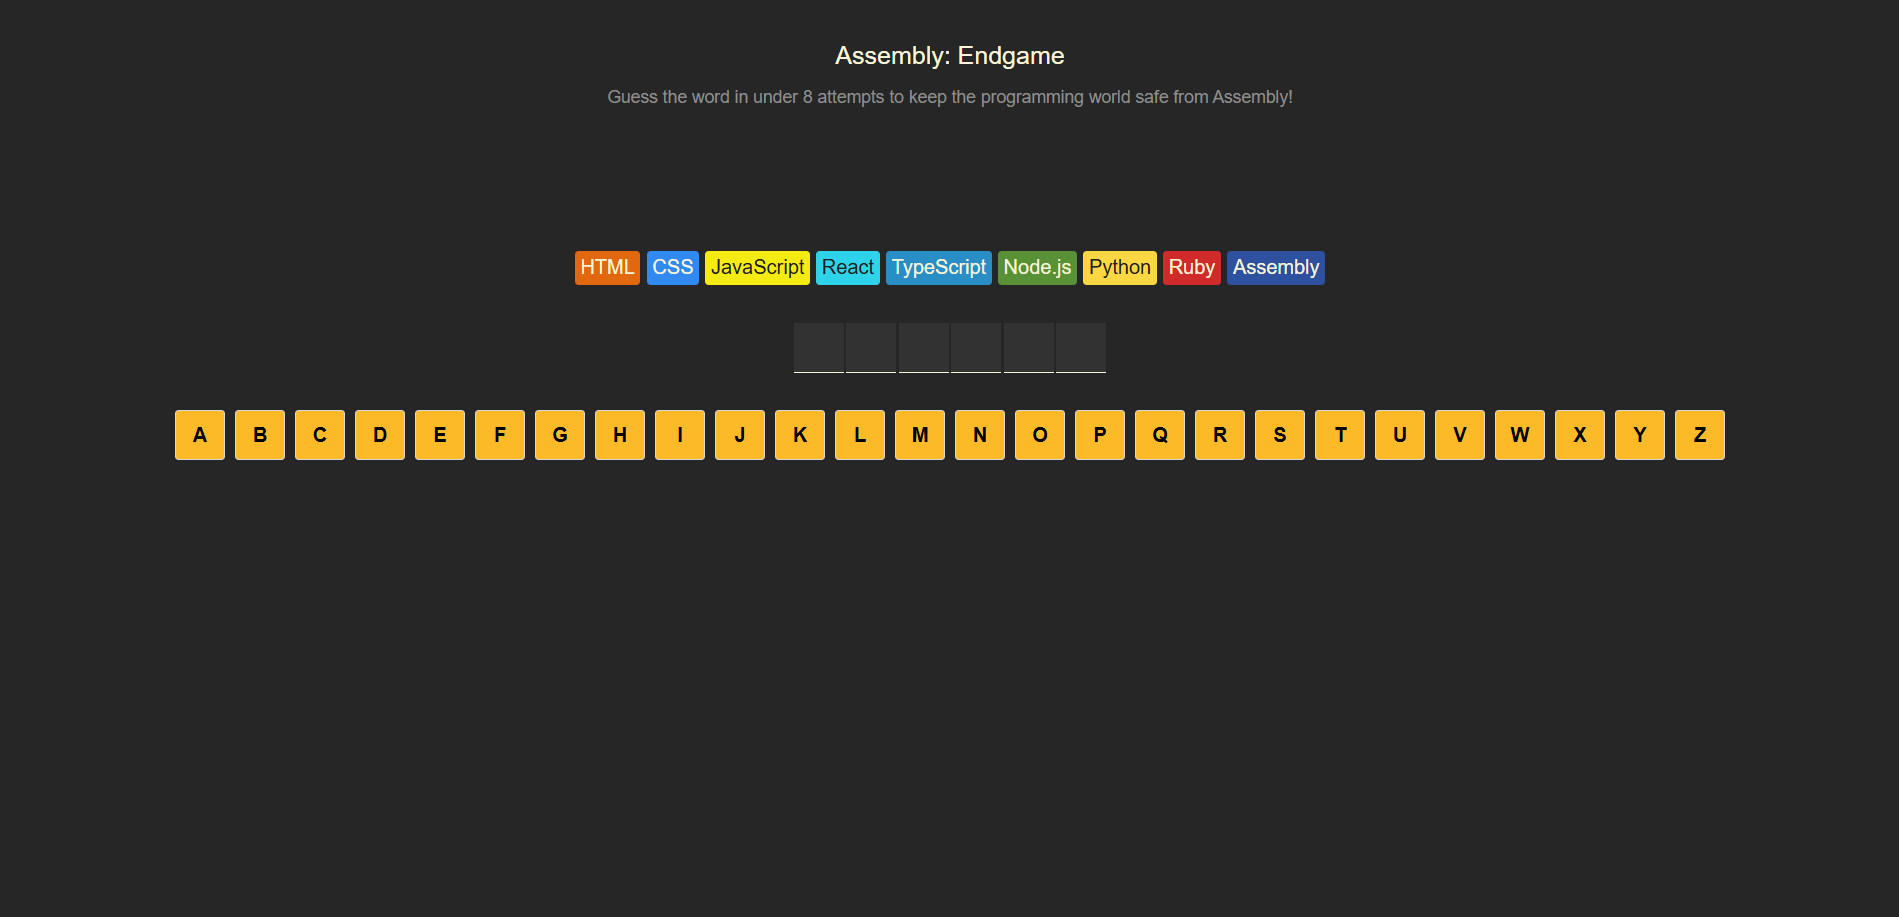 Assembly: Endgame
Guess the word in under 8 attempts to keep the programming world safe from Assembly!
HTML CSS JavaScript React TypeScript Node.js Python Ruby Assembly
A B C D E F G H I J K L M N O P Q R S T U V W X Y Z